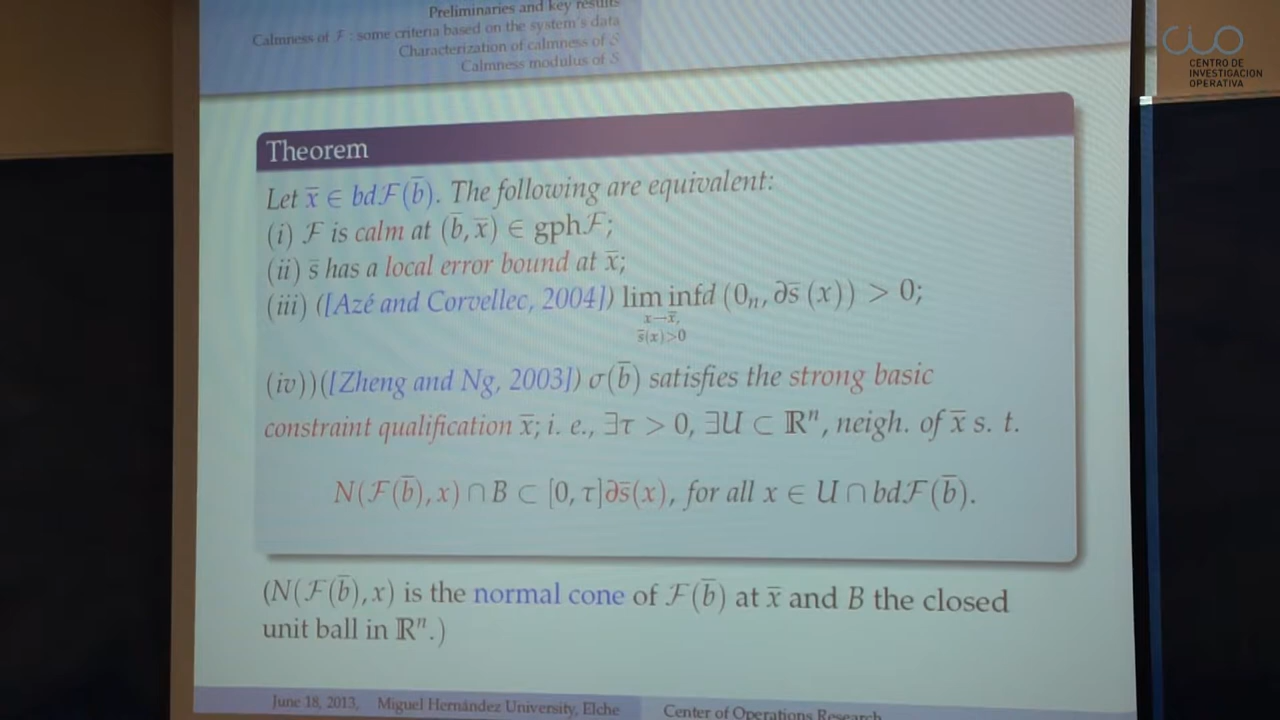 Preliminaries and key results
Calmness of ℱ : some criteria based on the system's data
Characterization of calmness of 𝒮
Calmness modulus of 𝒮
CIO
CENTRO DE
INVESTIGACION
OPERATIVA
Theorem
Let x̅ ∈ bdℱ(b̅). The following are equivalent:
(i) ℱ is calm at (b̅, x̅) ∈ gphℱ;
(ii) s̅ has a local error bound at x̅;
(iii) ([Azé and Corvellec, 2004]) lim infd (0ₙ, ∂s̅ (x)) > 0;
x→x̅,
s̅(x)>0
(iv))([Zheng and Ng, 2003]) σ(b̅) satisfies the strong basic
constraint qualification x̅; i. e., ∃τ > 0, ∃U ⊂ ℝⁿ, neigh. of x̅ s. t.
N(ℱ(b̅), x) ∩ B ⊂ [0, τ]∂s̅(x), for all x ∈ U ∩ bdℱ(b̅).
(N(ℱ(b̅), x) is the normal cone of ℱ(b̅) at x̅ and B the closed
unit ball in ℝⁿ.)
June 18, 2013, Miguel Hernández University, Elche Center of Operations Research